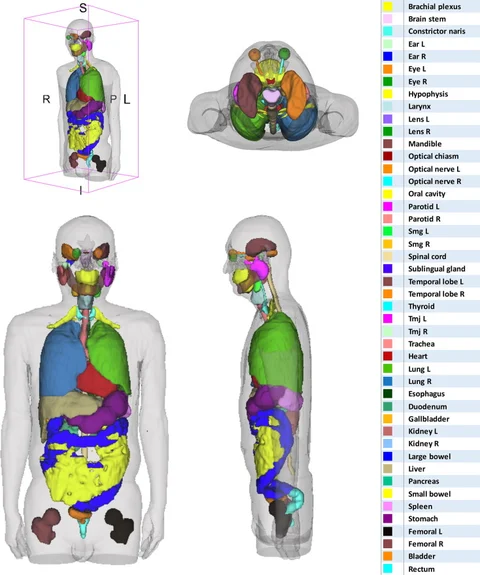 S
R
P
L
I
Brachial plexus
Brain stem
Constrictor naris
Ear L
Ear R
Eye L
Eye R
Hypophysis
Larynx
Lens L
Lens R
Mandible
Optical chiasm
Optical nerve L
Optical nerve R
Oral cavity
Parotid L
Parotid R
Smg L
Smg R
Spinal cord
Sublingual gland
Temporal lobe L
Temporal lobe R
Thyroid
Tmj L
Tmj R
Trachea
Heart
Lung L
Lung R
Esophagus
Duodenum
Gallbladder
Kidney L
Kidney R
Large bowel
Liver
Pancreas
Small bowel
Spleen
Stomach
Femoral L
Femoral R
Bladder
Rectum